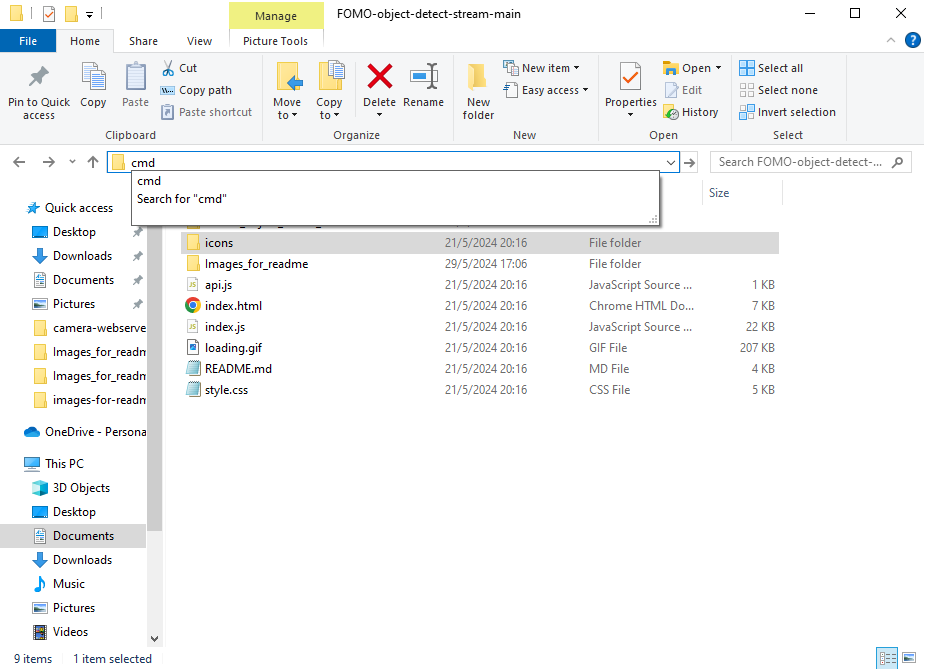 Manage
FOMO-object-detect-stream-main
File
Home
Share
View
Picture Tools
Pin to Quick access
Copy
Paste
Cut
Copy path
Paste shortcut
Clipboard
Move to
Copy to
Delete
Rename
Organize
New folder
New item
Easy access
New
Properties
Open
Edit
History
Open
Select all
Select none
Invert selection
Select
cmd
Search FOMO-object-detect-...
cmd
Search for "cmd"
Size
Quick access
Desktop
Downloads
Documents
Pictures
camera-webserve
Images_for_readm
Images_for_readm
images-for-readm
OneDrive - Persona
This PC
3D Objects
Desktop
Documents
Downloads
Music
Pictures
Videos
icons 21/5/2024 20:16 File folder
Images_for_readme 29/5/2024 17:06 File folder
api.js 21/5/2024 20:16 JavaScript Source ... 1 KB
index.html 21/5/2024 20:16 Chrome HTML Do... 7 KB
index.js 21/5/2024 20:16 JavaScript Source ... 22 KB
loading.gif 21/5/2024 20:16 GIF File 207 KB
README.md 21/5/2024 20:16 MD File 4 KB
style.css 21/5/2024 20:16 CSS File 5 KB
9 items 1 item selected